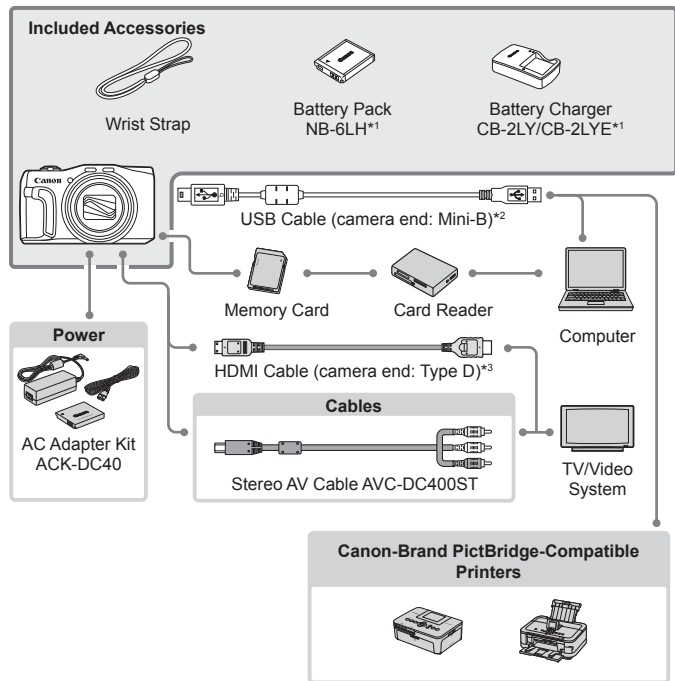 Included Accessories
Wrist Strap
Battery Pack
NB-6LH*1
Battery Charger
CB-2LY/CB-2LYE*1
Canon
USB Cable (camera end: Mini-B)*2
Memory Card
Card Reader
Computer
Power
AC Adapter Kit
ACK-DC40
HDMI Cable (camera end: Type D)*3
Cables
Stereo AV Cable AVC-DC400ST
TV/Video
System
Canon-Brand PictBridge-Compatible
Printers